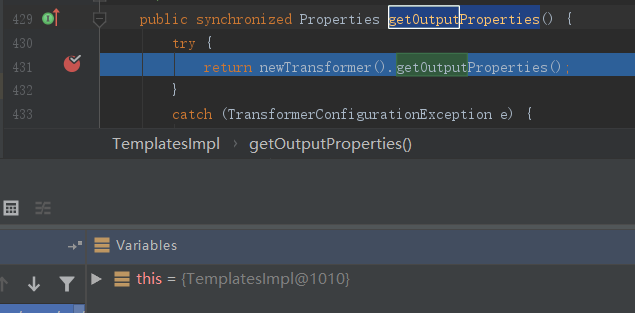 429 public synchronized Properties getOutputProperties() {
430 try {
431 return newTransformer().getOutputProperties();
432 }
433 catch (TransformerConfigurationException e) {
TemplatesImpl › getOutputProperties()
Variables
this = {TemplatesImpl@1010}